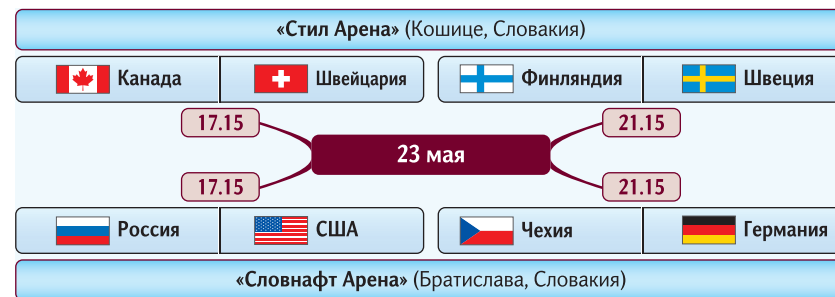 «Стил Арена» (Кошице, Словакия)
Канада Швейцария Финляндия Швеция
17.15 21.15
23 мая
17.15 21.15
Россия США Чехия Германия
«Словнафт Арена» (Братислава, Словакия)